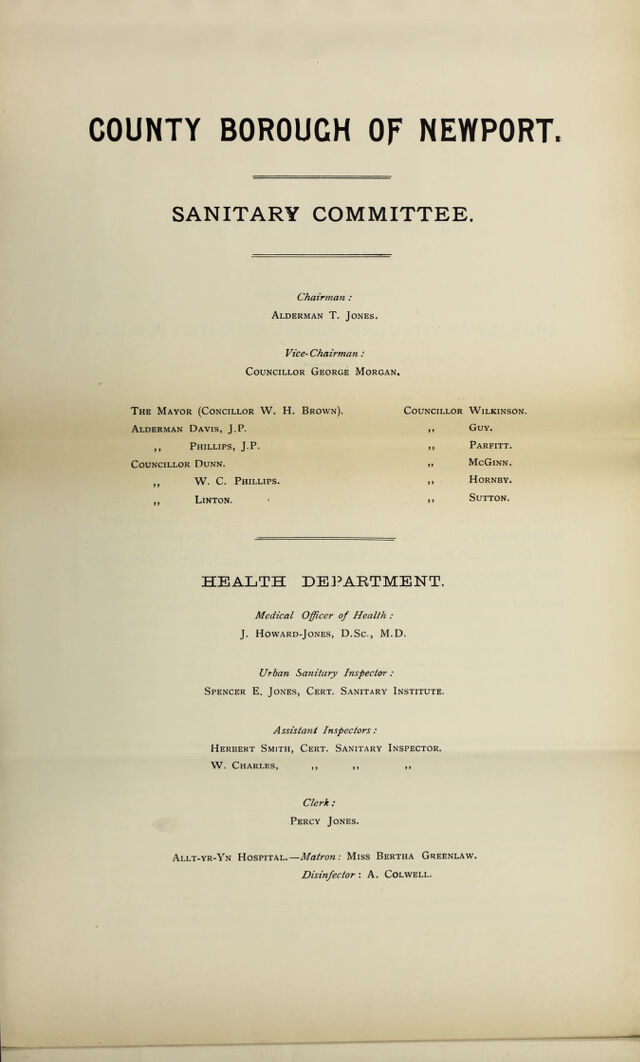 COUNTY BOROUGH OF NEWPORT.
SANITARY COMMITTEE.
Chairman:
ALDERMAN T. JONES.
Vice-Chairman:
COUNCILLOR GEORGE MORGAN.
THE MAYOR (CONCILLOR W. H. BROWN).
ALDERMAN DAVIS, J.P.
,, PHILLIPS, J.P.
COUNCILLOR DUNN.
,, W. C. PHILLIPS.
,, LINTON.
COUNCILLOR WILKINSON.
,, GUY.
,, PARFITT.
,, MCGINN.
,, HORNBY.
,, SUTTON.
HEALTH DEPARTMENT.
Medical Officer of Health:
J. HOWARD-JONES, D.SC., M.D.
Urban Sanitary Inspector:
SPENCER E. JONES, CERT. SANITARY INSTITUTE.
Assistant Inspectors:
HERBERT SMITH, CERT. SANITARY INSPECTOR.
W. CHARLES, ,, ,, ,,
Clerk:
PERCY JONES.
ALLT-YR-YN HOSPITAL.—Matron: MISS BERTHA GREENLAW.
Disinfector: A. COLWELL.